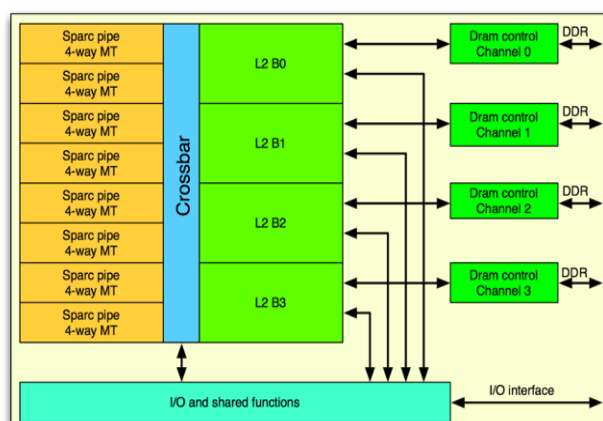 Sparc pipe
4-way MT
Sparc pipe
4-way MT
Sparc pipe
4-way MT
Sparc pipe
4-way MT
Sparc pipe
4-way MT
Sparc pipe
4-way MT
Sparc pipe
4-way MT
Sparc pipe
4-way MT
Crossbar
L2 B0
L2 B1
L2 B2
L2 B3
Dram control
Channel 0
DDR
Dram control
Channel 1
DDR
Dram control
Channel 2
DDR
Dram control
Channel 3
DDR
I/O and shared functions
I/O interface